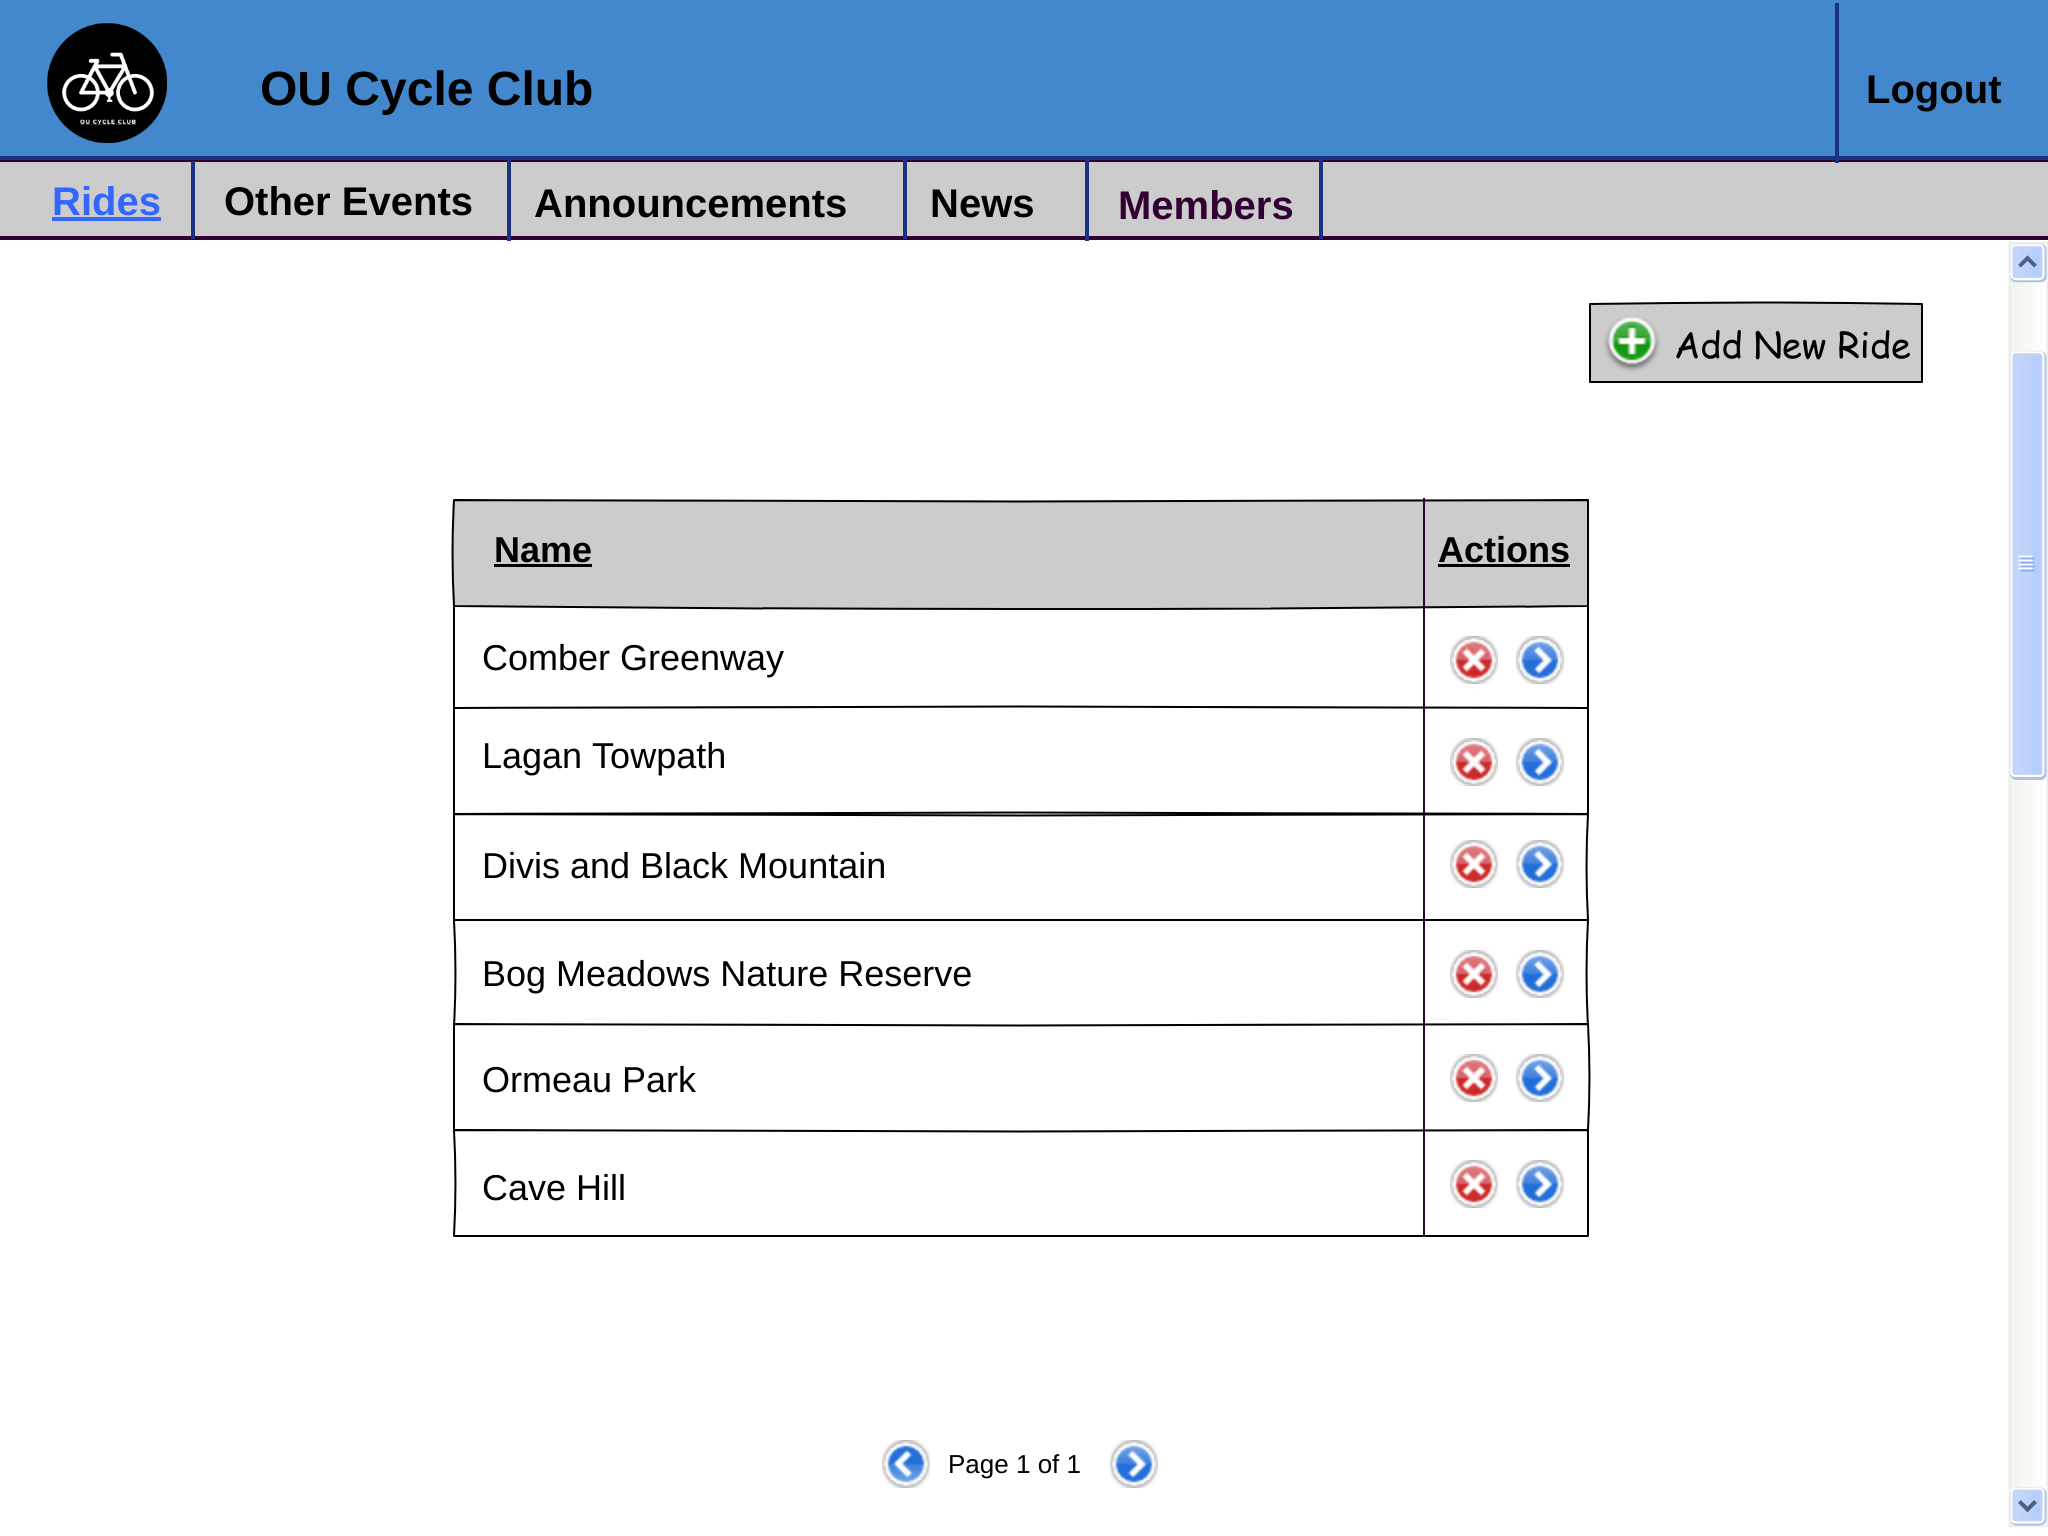 OU CYCLE CLUB
OU Cycle Club
Logout
Rides
Other Events
Announcements
News
Members
Add New Ride
Name
Actions
Comber Greenway
Lagan Towpath
Divis and Black Mountain
Bog Meadows Nature Reserve
Ormeau Park
Cave Hill
Page 1 of 1